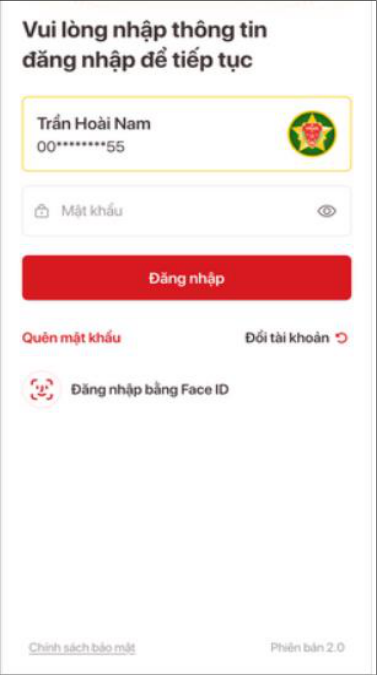 Vui lòng nhập thông tin
đăng nhập để tiếp tục
Trần Hoài Nam
00********55
Mật khẩu
Đăng nhập
Quên mật khẩu
Đổi tài khoản
Đăng nhập bằng Face ID
Chính sách bảo mật
Phiên bản 2.0